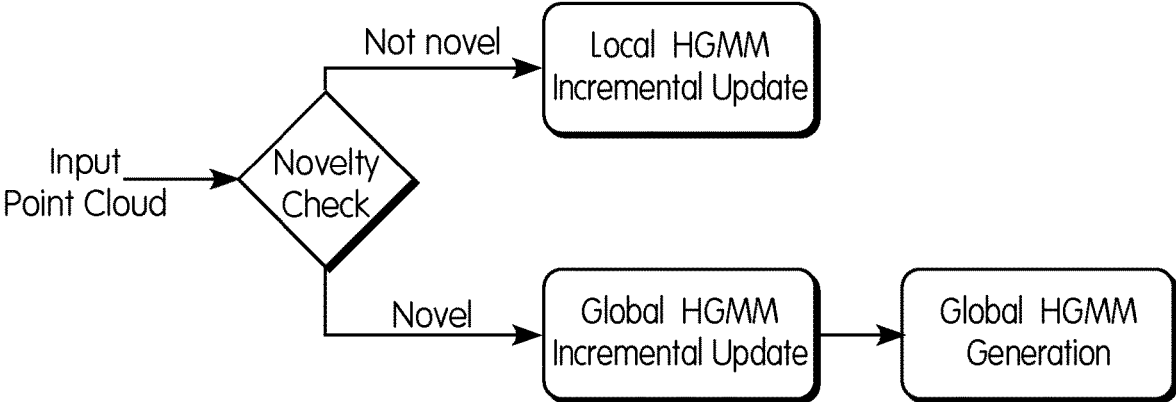 Not novel
Local HGMM
Incremental Update
Input
Point Cloud
Novelty
Check
Novel
Global HGMM
Incremental Update
Global HGMM
Generation